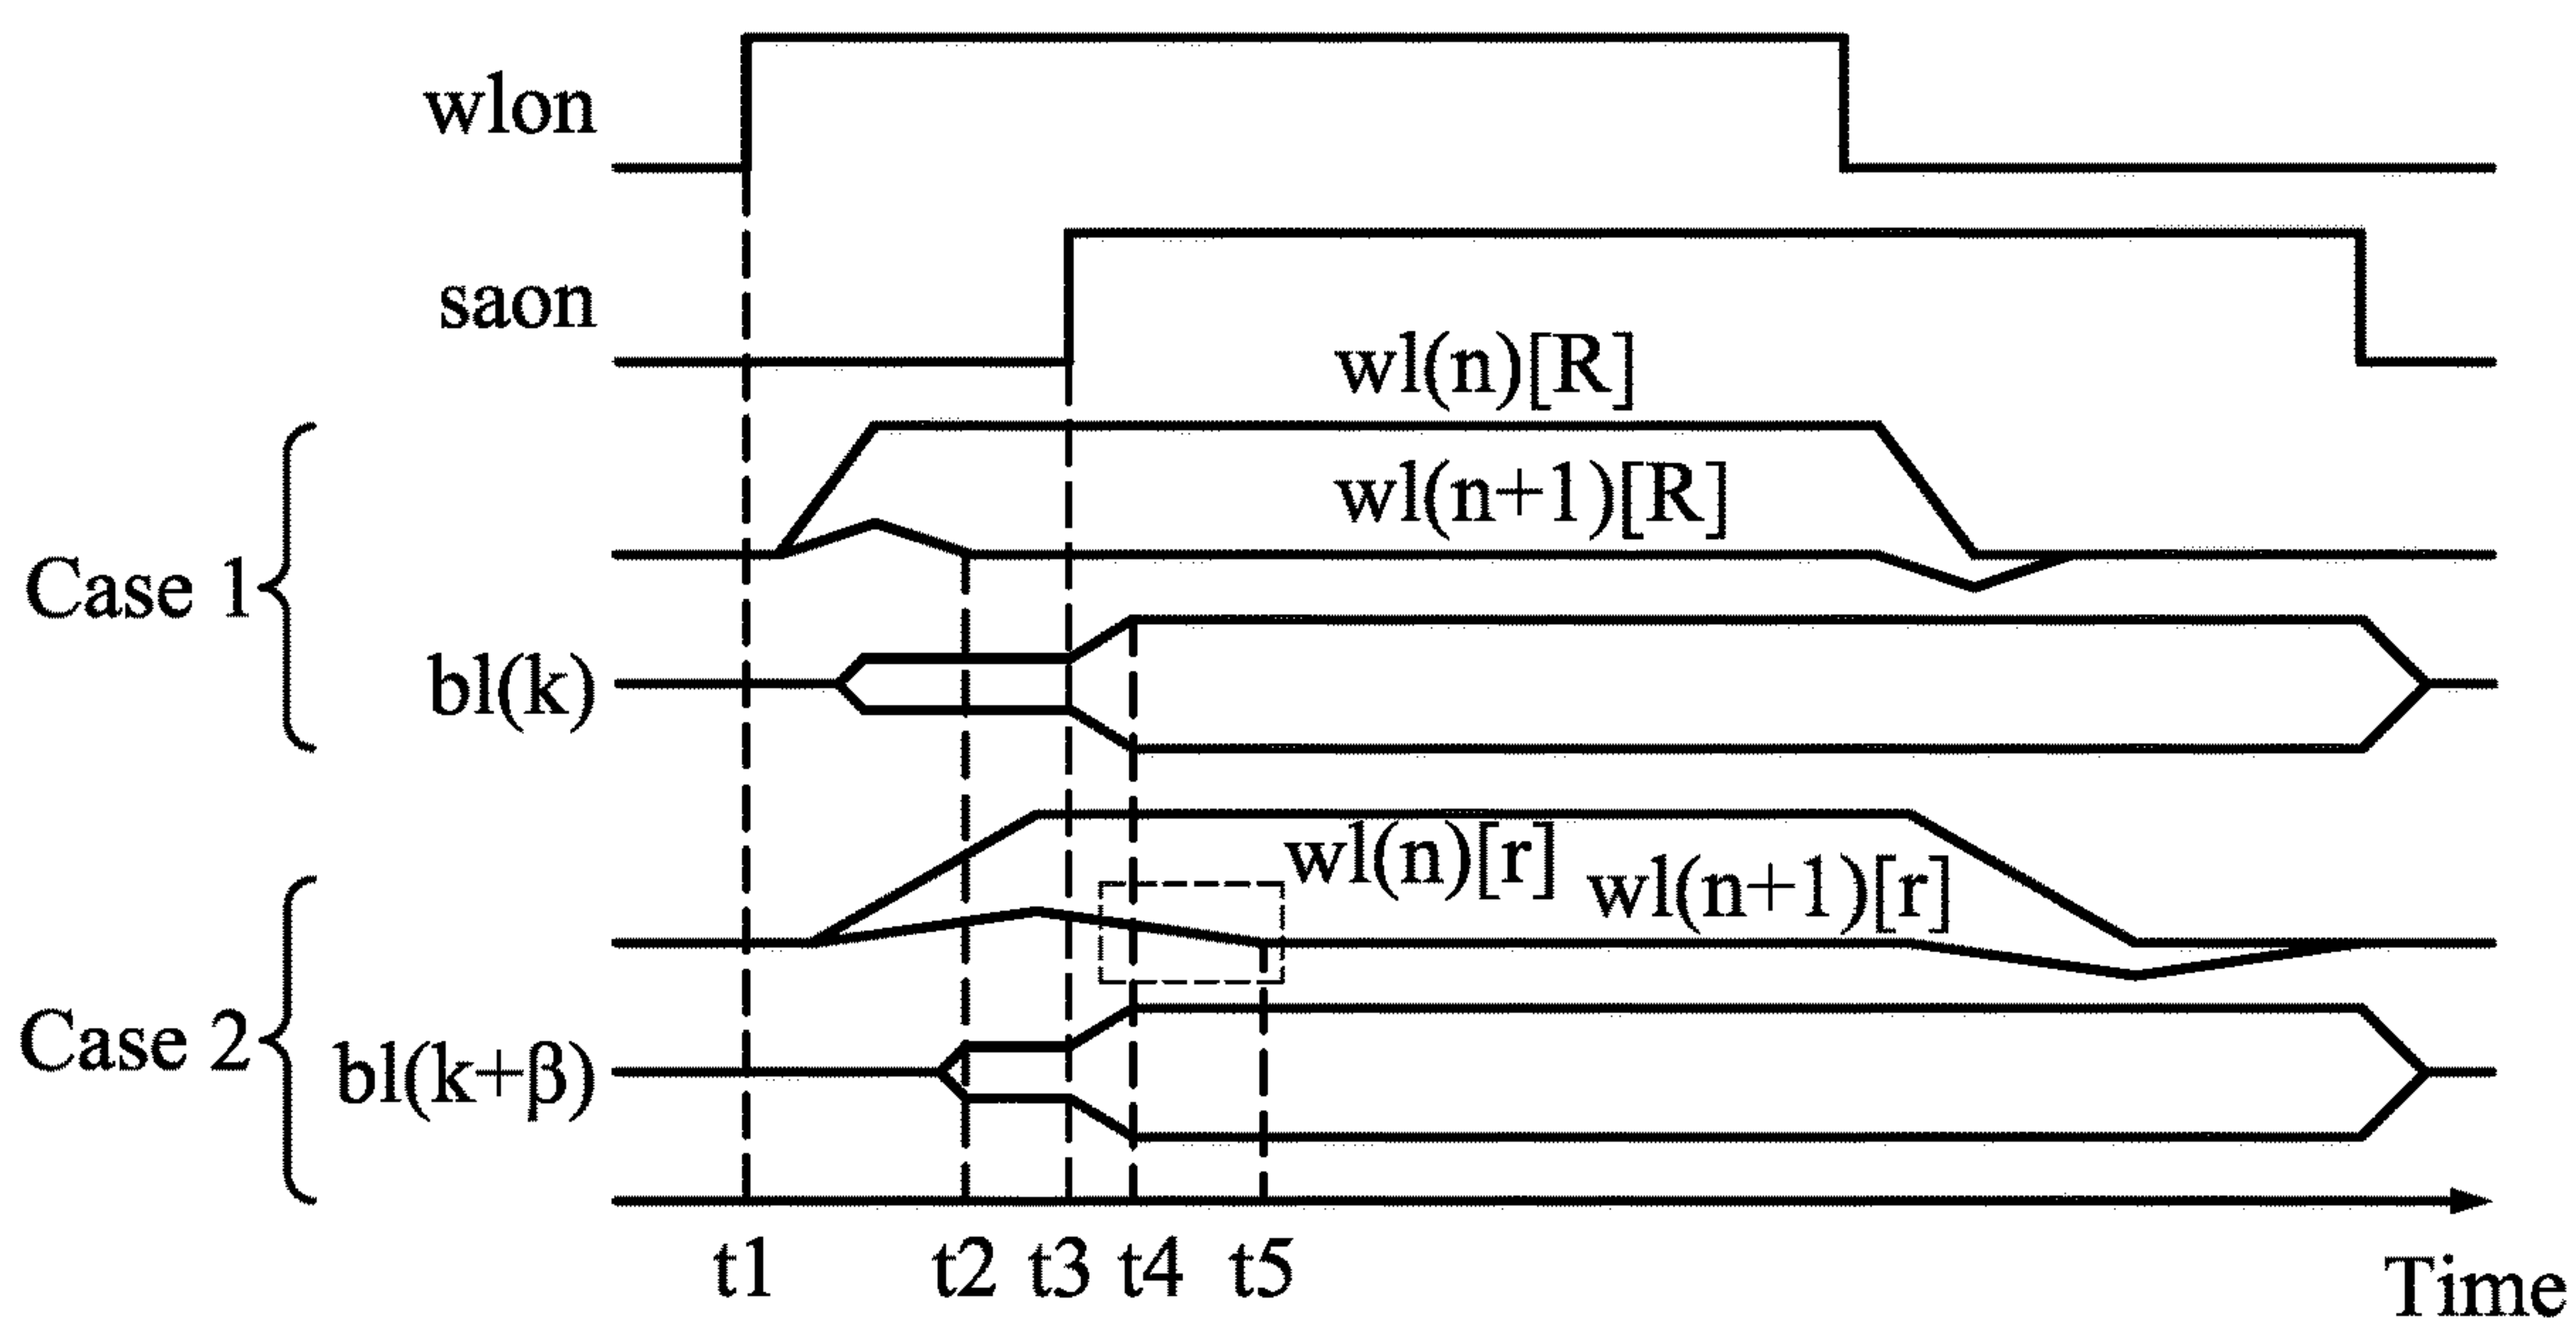 wlon
saon
wl(n)[R]
wl(n+1)[R]
Case 1
bl(k)
wl(n)[r]
wl(n+1)[r]
Case 2
bl(k+β)
t1 t2 t3 t4 t5
Time